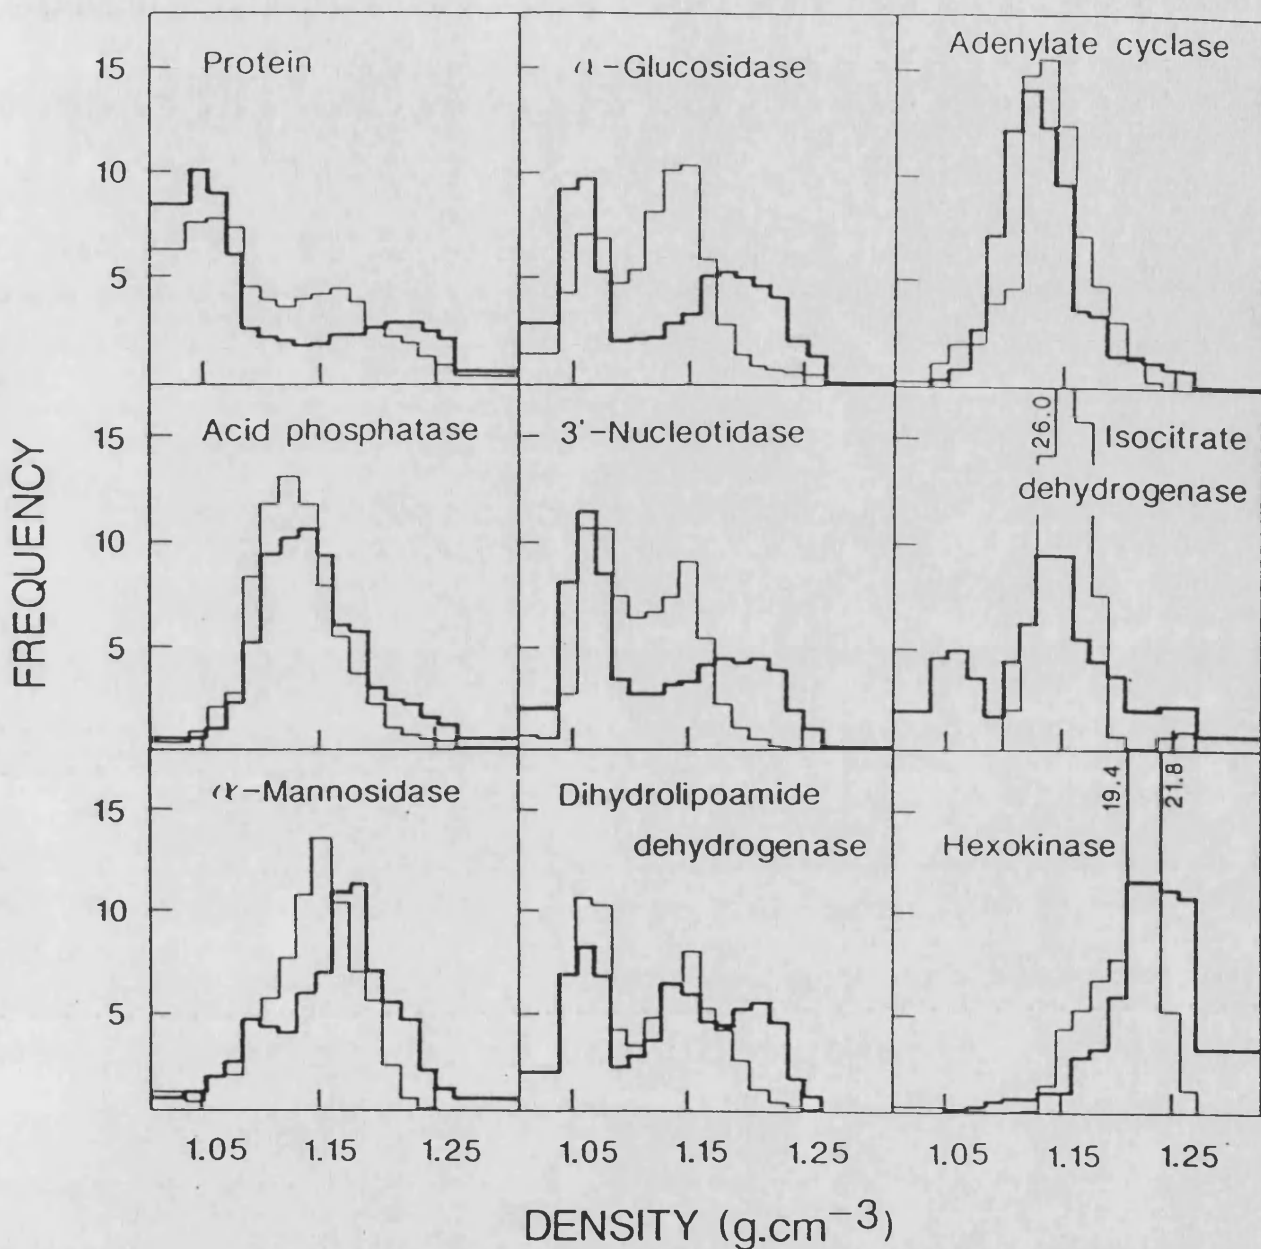 Protein
α-Glucosidase
Adenylate cyclase
15
10
5
Acid phosphatase
3'-Nucleotidase
26.0
Isocitrate
dehydrogenase
15
10
5
FREQUENCY
α-Mannosidase
Dihydrolipoamide
dehydrogenase
19.4
21.8
Hexokinase
15
10
5
1.05 1.15 1.25
1.05 1.15 1.25
1.05 1.15 1.25
DENSITY (g.cm⁻³)